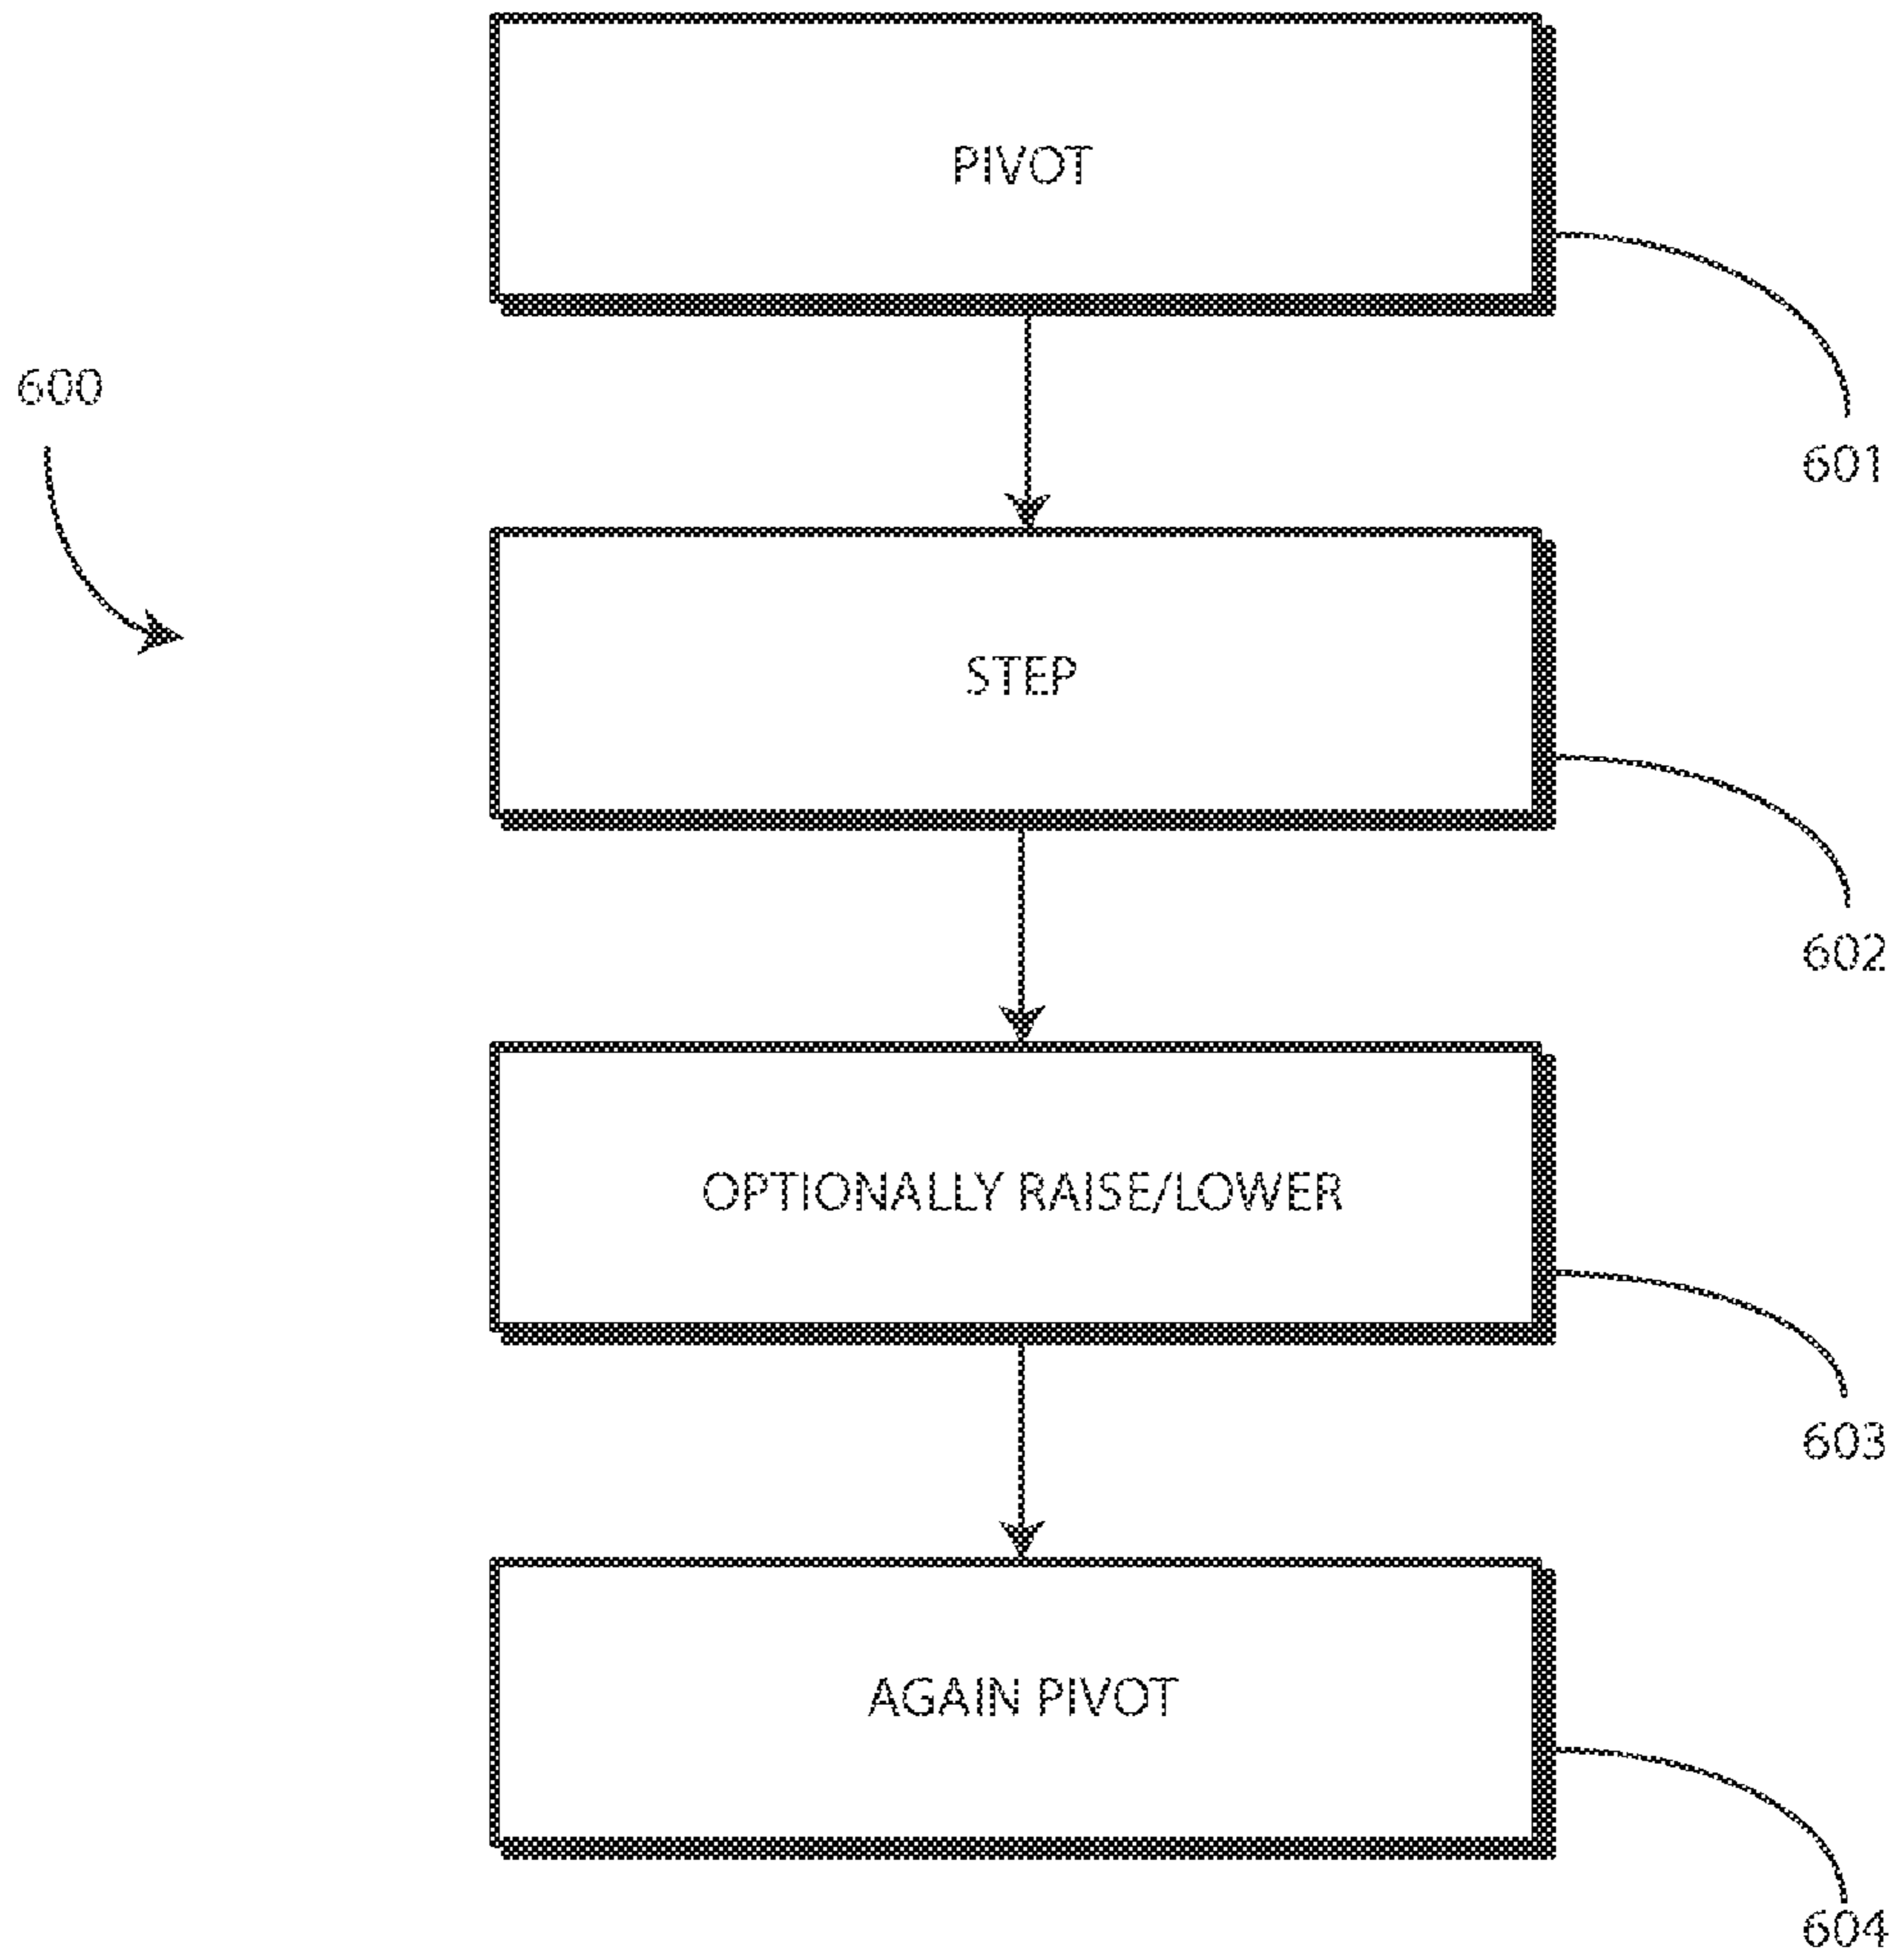 PIVOT
600
601
STEP
602
OPTIONALLY RAISE/LOWER
603
AGAIN PIVOT
604